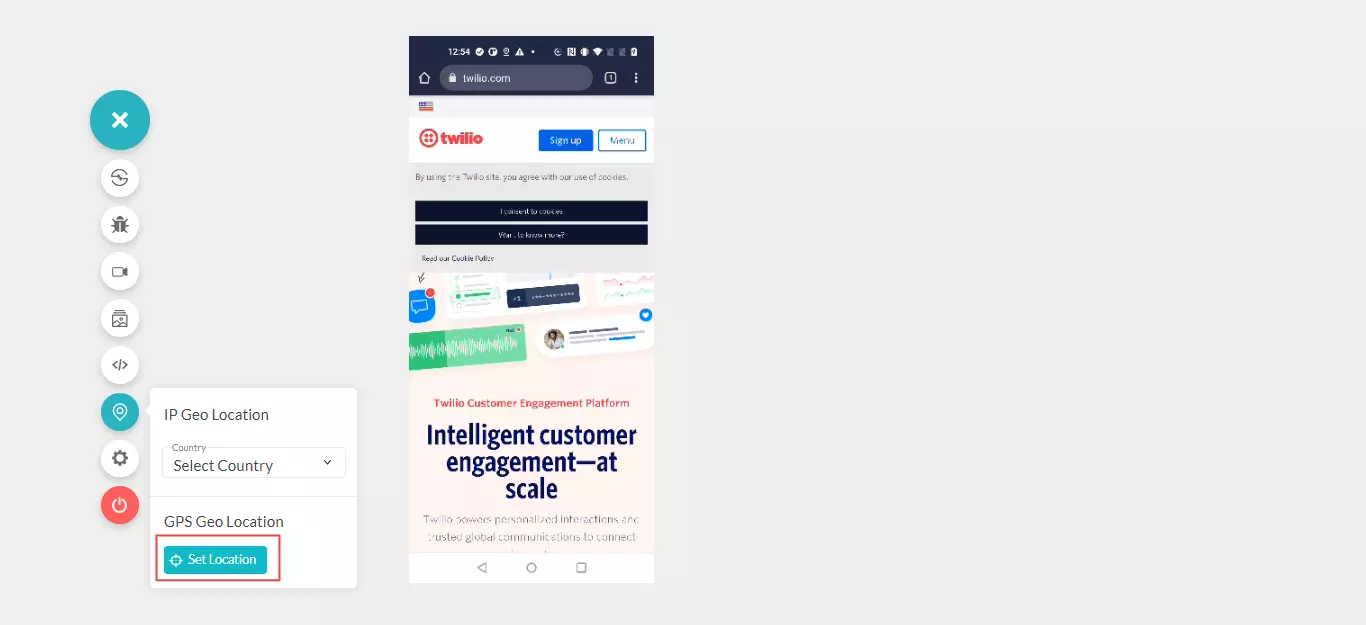 IP Geo Location
Country
Select Country
GPS Geo Location
Set Location
12:54
twilio.com
1
twilio
Sign up
Menu
By using the Twilio site, you agree with our use of cookies.
I consent to cookies
Want to know more?
Read our Cookie Policy
+1 ***-***-****
Twilio Customer Engagement Platform
Intelligent customer
engagement—at
scale
Twilio powers personalized interactions and
trusted global communications to connect